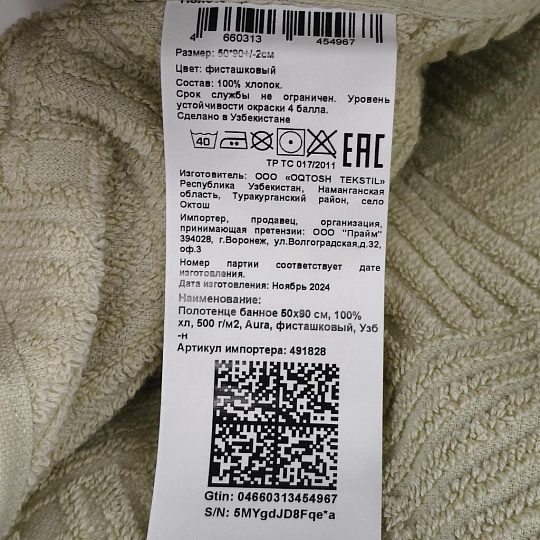 4 660313 454967
Размер: 50*90+/-2см
Цвет: фисташковый
Состав: 100% хлопок.
Срок службы не ограничен. Уровень
устойчивости окраски 4 балла.
Сделано в Узбекистане
40
ТР ТС 017/2011
EAC
Изготовитель: ООО «OQTOSH TEKSTIL»
Республика Узбекистан, Наманганская
область, Туракурганский район, село
Октош
Импортер, продавец, организация,
принимающая претензии: ООО "Прайм"
394028, г.Воронеж, ул.Волгоградская,д.32,
оф.3
Номер партии соответствует дате
изготовления.
Дата изготовления: Ноябрь 2024
Наименование:
Полотенце банное 50х90 см, 100%
хл, 500 г/м2, Aura, фисташковый, Узб
-н
Артикул импортера: 491828
Gtin: 04660313454967
S/N: 5MYgdJD8Fqe*a